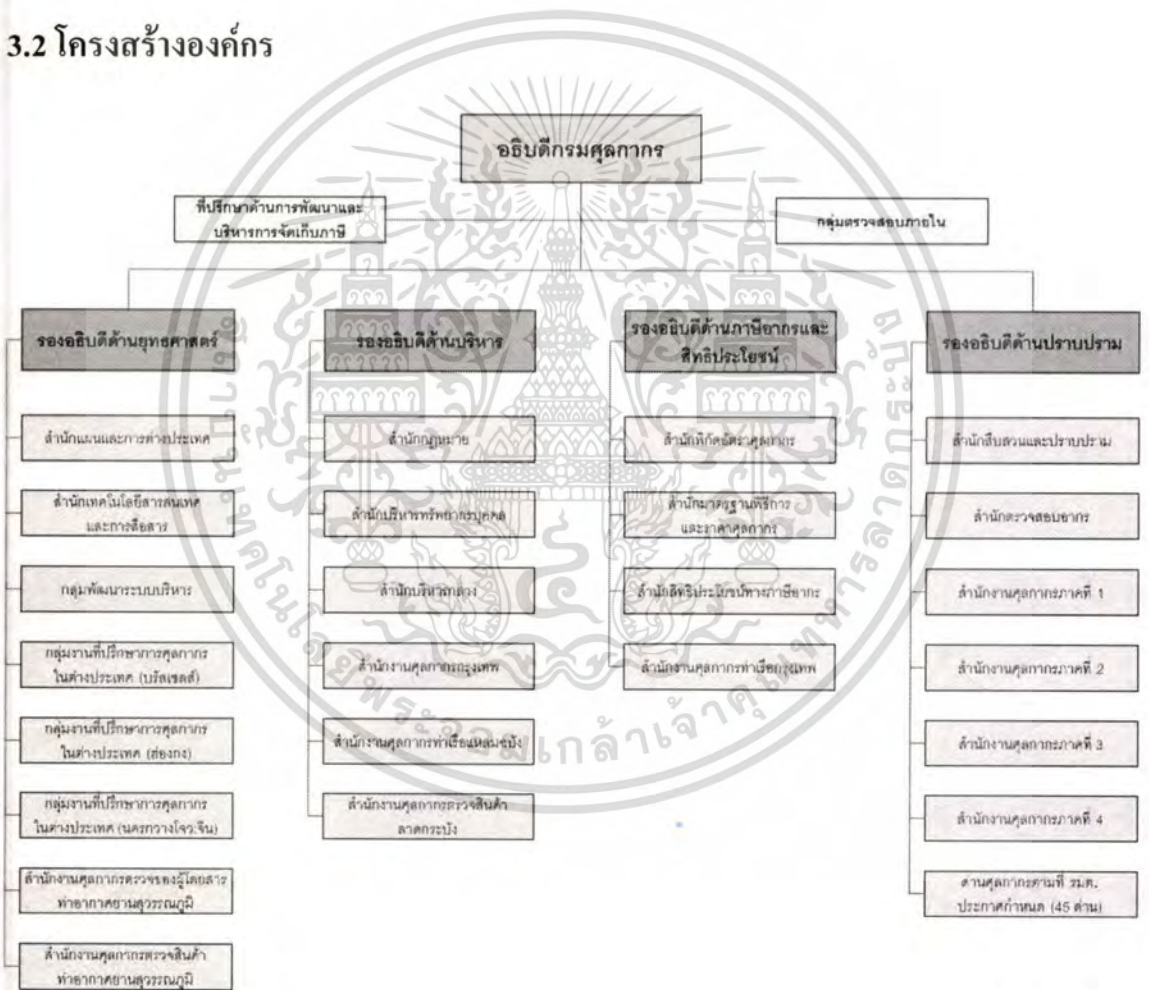 3.2 โครงสร้างองค์กร
อธิบดีกรมศุลกากร
ที่ปรึกษาด้านการพัฒนาและ
บริหารการจัดเก็บภาษี
กลุ่มตรวจสอบภายใน
รองอธิบดีด้านยุทธศาสตร์
สำนักแผนและการต่างประเทศ
สำนักเทคโนโลยีสารสนเทศ
และการสื่อสาร
กลุ่มพัฒนาระบบบริหาร
กลุ่มงานที่ปรึกษาการศุลกากร
ในต่างประเทศ (บรัสเซลส์)
กลุ่มงานที่ปรึกษาการศุลกากร
ในต่างประเทศ (ฮ่องกง)
กลุ่มงานที่ปรึกษาการศุลกากร
ในต่างประเทศ (นครกวางโจว:จีน)
สำนักงานศุลกากรตรวจของผู้โดยสาร
ท่าอากาศยานสุวรรณภูมิ
สำนักงานศุลกากรตรวจสินค้า
ท่าอากาศยานสุวรรณภูมิ
รองอธิบดีด้านบริหาร
สำนักกฎหมาย
สำนักบริหารทรัพยากรบุคคล
สำนักบริหารกลาง
สำนักงานศุลกากรกรุงเทพ
สำนักงานศุลกากรท่าเรือแหลมฉบัง
สำนักงานศุลกากรตรวจสินค้า
ลาดกระบัง
รองอธิบดีด้านภาษีอากรและ
สิทธิประโยชน์
สำนักพิกัดอัตราศุลกากร
สำนักมาตรฐานพิธีการ
และราคาศุลกากร
สำนักสิทธิประโยชน์ทางภาษีอากร
สำนักงานศุลกากรท่าเรือกรุงเทพ
รองอธิบดีด้านปราบปราม
สำนักสืบสวนและปราบปราม
สำนักตรวจสอบอากร
สำนักงานศุลกากรภาคที่ 1
สำนักงานศุลกากรภาคที่ 2
สำนักงานศุลกากรภาคที่ 3
สำนักงานศุลกากรภาคที่ 4
ด่านศุลกากรตามที่ รมต.
ประกาศกำหนด (45 ด่าน)
สถาบันเทคโนโลยีพระจอมเกล้าเจ้าคุณทหารลาดกระบัง